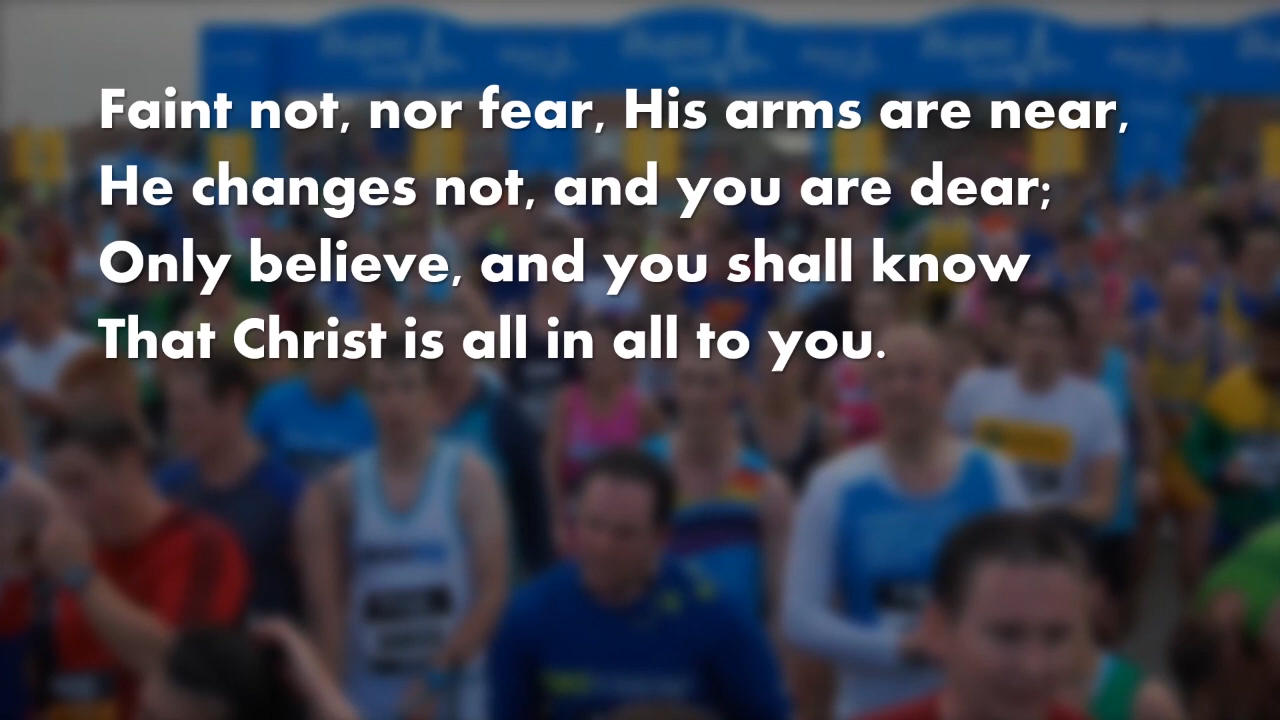 Faint not, nor fear, His arms are near,
He changes not, and you are dear;
Only believe, and you shall know
That Christ is all in all to you.